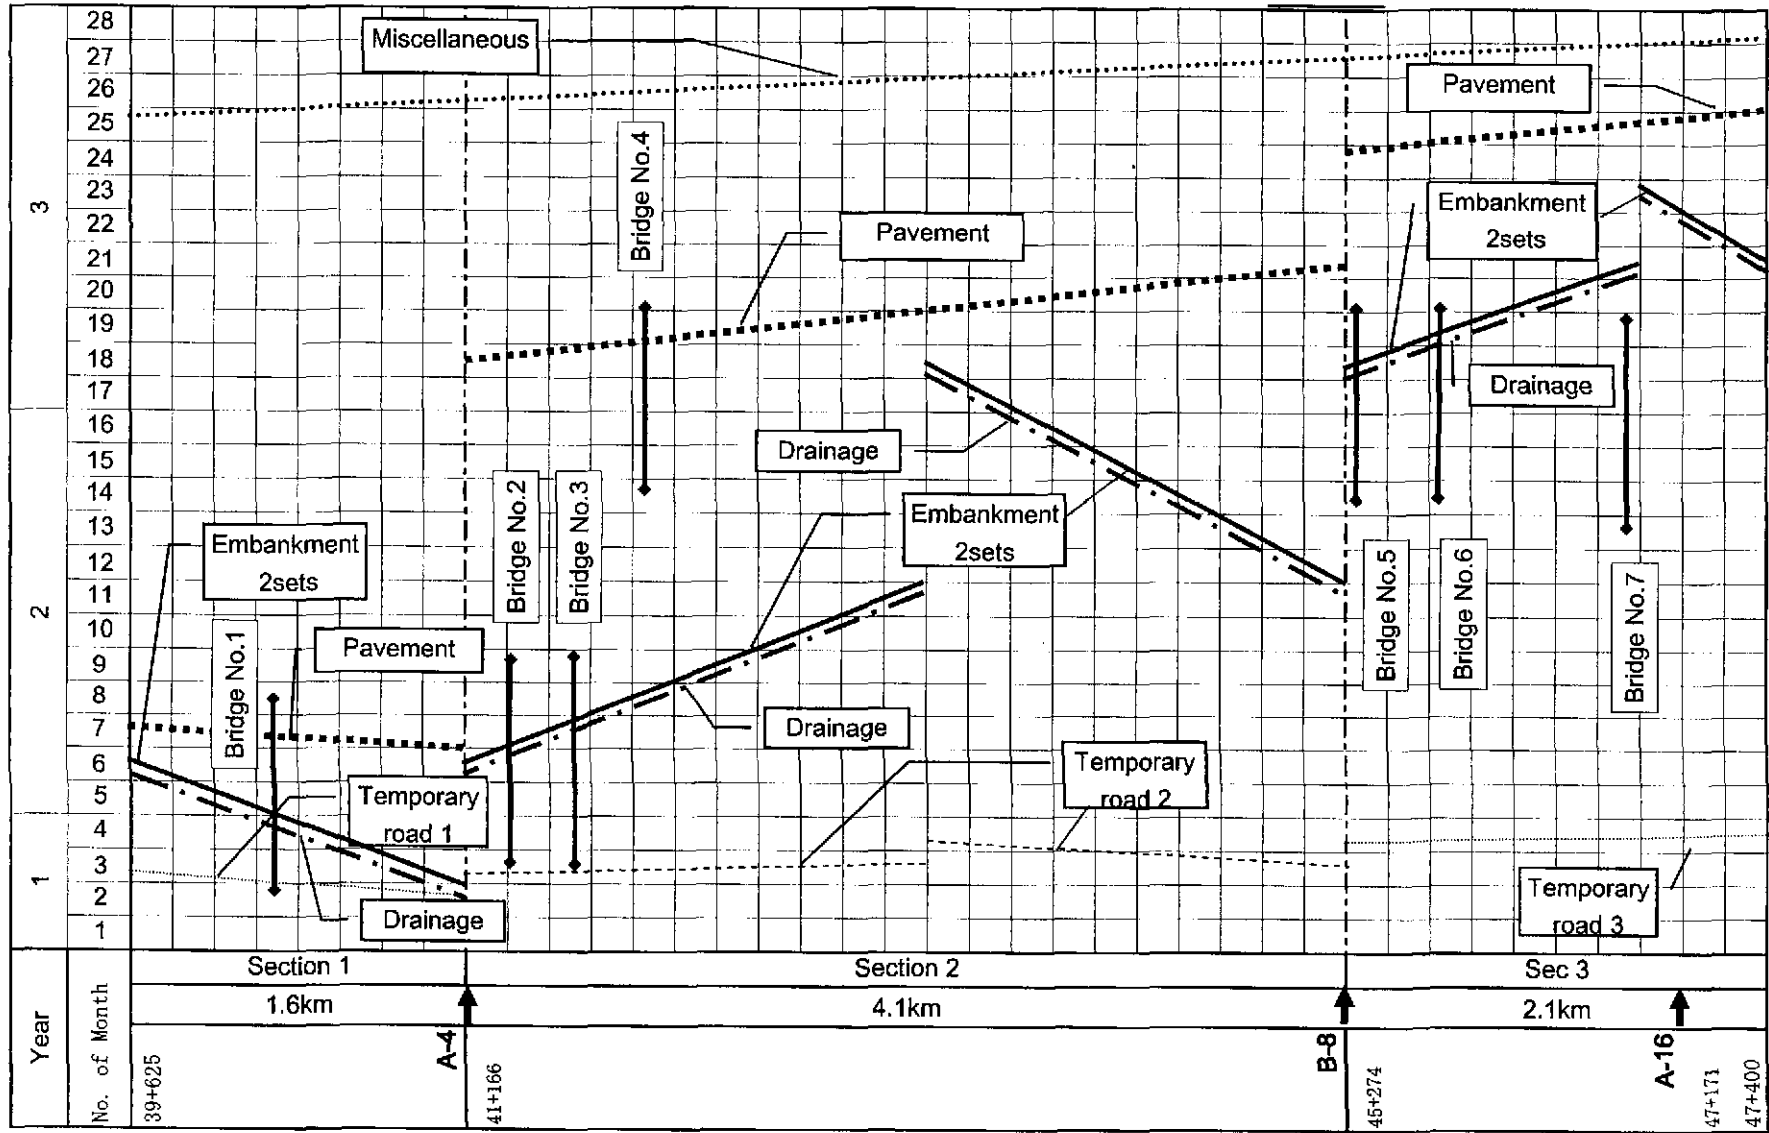 28
Miscellaneous
27
26
Pavement
25
24
Bridge No.4
23
3
Embankment
2sets
22
Pavement
21
20
19
18
Drainage
17
16
Drainage
15
14
Bridge No.2
Bridge No.3
13
Embankment
2sets
Embankment
2sets
12
11
Bridge No.5
Bridge No.6
Bridge No.7
2
10
Bridge No.1
Pavement
9
8
7
Drainage
6
Temporary
road 2
5
Temporary
road 1
4
3
1
Temporary
road 3
2
Drainage
1
Section 1
Section 2
Sec 3
1.6km
4.1km
2.1km
Year
No. of Month
39+625
A-4
41+166
B-8
45+274
A-16
47+171
47+400